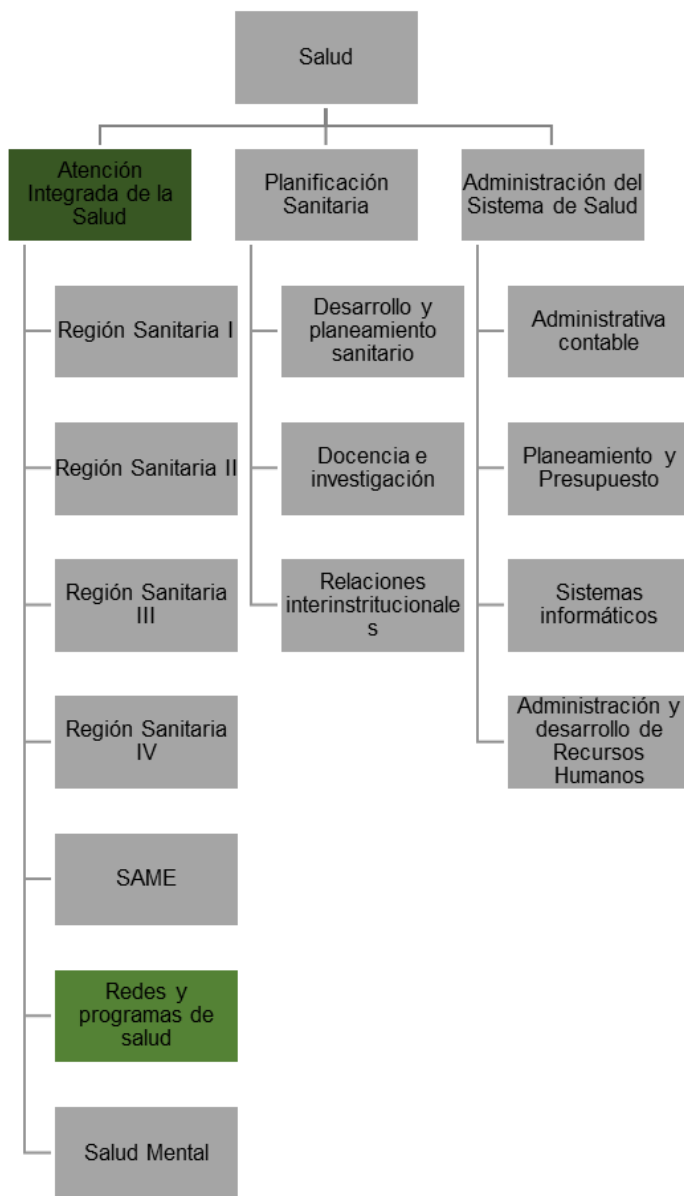 Salud
Atención
Integrada de la
Salud
Planificación
Sanitaria
Administración del
Sistema de Salud
Región Sanitaria I
Desarrollo y
planeamiento
sanitario
Administrativa
contable
Región Sanitaria II
Docencia e
investigación
Planeamiento y
Presupuesto
Región Sanitaria
III
Relaciones
interinstritucionale
s
Sistemas
informáticos
Región Sanitaria
IV
Administración y
desarrollo de
Recursos
Humanos
SAME
Redes y
programas de
salud
Salud Mental